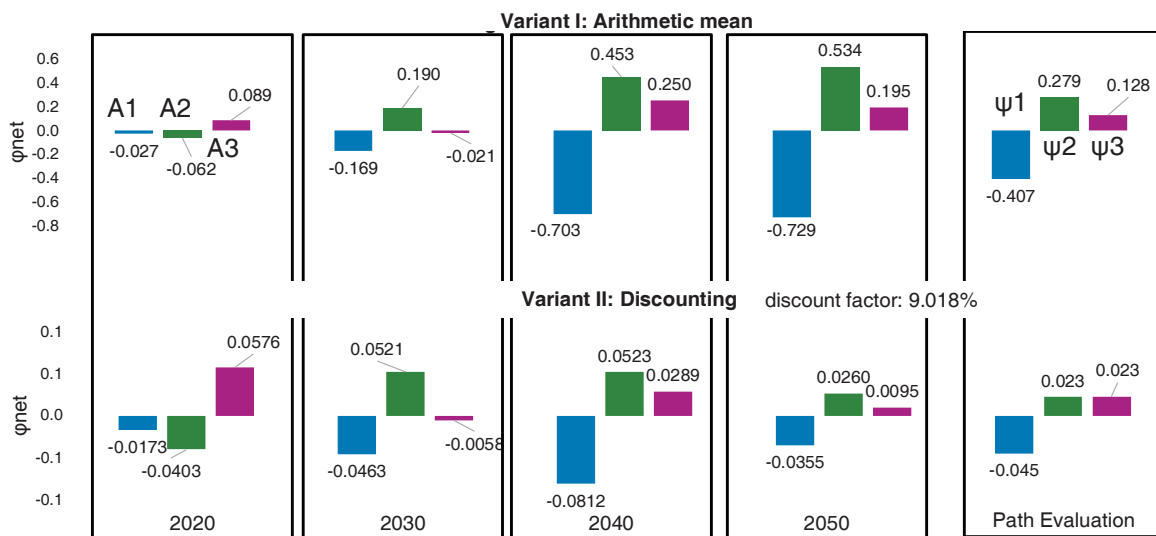 Variant I: Arithmetic mean
φnet
0.6
0.4
0.2
0.0
-0.2
-0.4
-0.6
-0.8
A1 A2 A3
-0.027 -0.062 0.089
-0.169 0.190 -0.021
-0.703 0.453 0.250
-0.729 0.534 0.195
ψ1 ψ2 ψ3
-0.407 0.279 0.128
Variant II: Discounting discount factor: 9.018%
φnet
0.1
0.1
0.0
-0.1
-0.1
-0.0173 -0.0403 0.0576
-0.0463 0.0521 -0.0058
-0.0812 0.0523 0.0289
-0.0355 0.0260 0.0095
-0.045 0.023 0.023
2020 2030 2040 2050 Path Evaluation